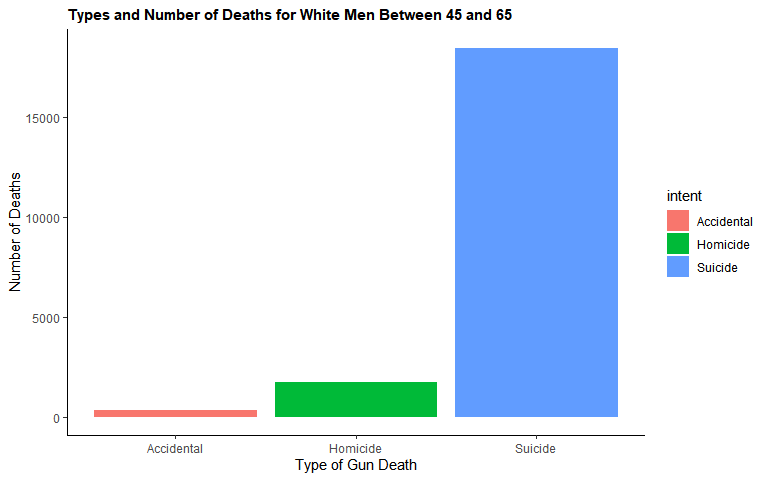 Types and Number of Deaths for White Men Between 45 and 65
Number of Deaths
15000
10000
5000
0
Accidental
Homicide
Suicide
Type of Gun Death
intent
Accidental
Homicide
Suicide